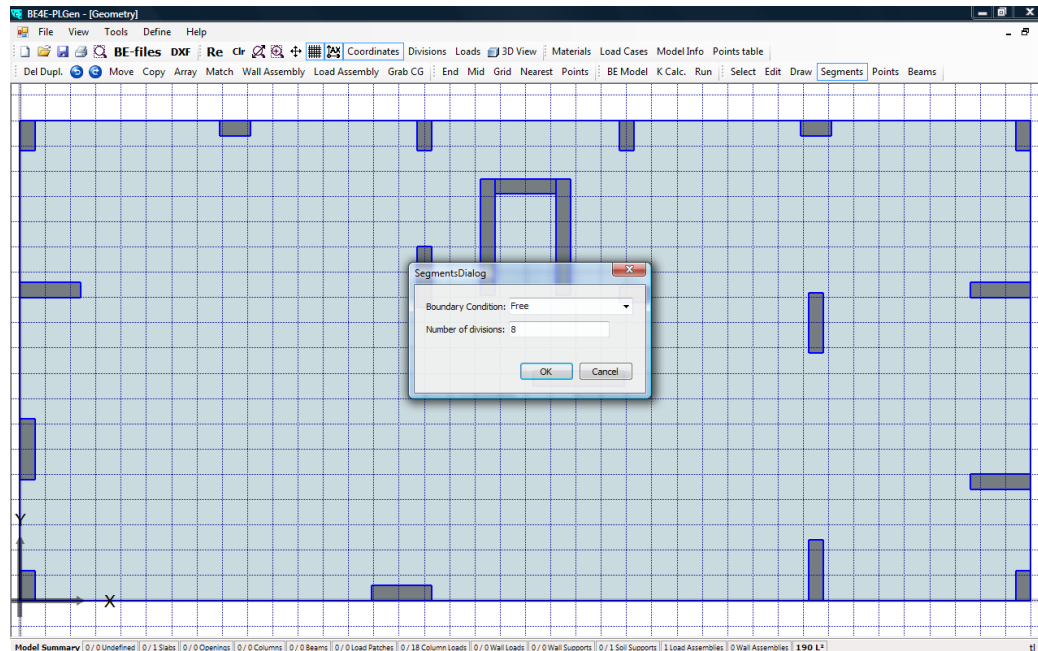 BE4E-PLGen - [Geometry]
File View Tools Define Help
BE-files DXF Re Clr AX Coordinates Divisions Loads 3D View Materials Load Cases Model Info Points table
Del Dupl. Move Copy Array Match Wall Assembly Load Assembly Grab CG End Mid Grid Nearest Points BE Model K Calc. Run Select Edit Draw Segments Points Beams
SegmentsDialog
Boundary Condition: Free
Number of divisions: 8
OK Cancel
Y
X
Model Summary 0 / 0 Undefined 0 / 1 Slabs 0 / 0 Openings 0 / 0 Columns 0 / 0 Beams 0 / 0 Load Patches 0 / 18 Column Loads 0 / 0 Wall Loads 0 / 0 Wall Supports 0 / 1 Soil Supports 1 Load Assemblies 0 Wall Assemblies 190 L² tl